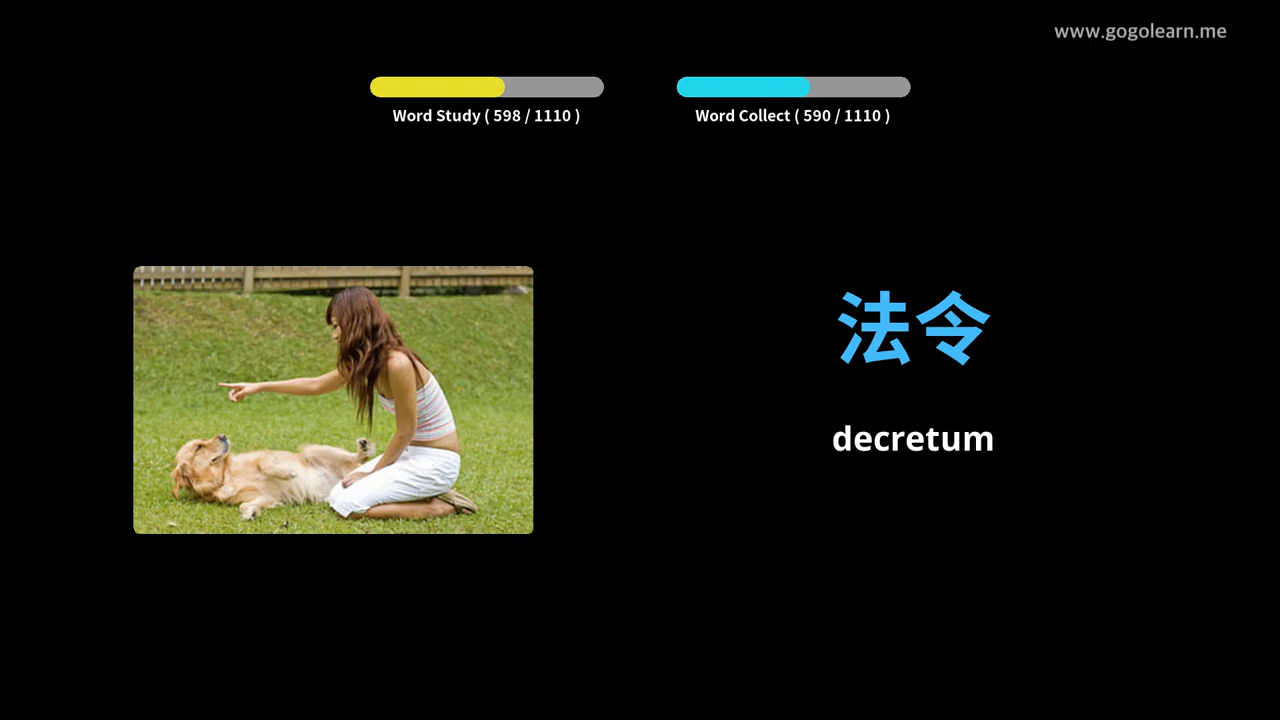 www.gogolearn.me
Word Study ( 598 / 1110 )
Word Collect ( 590 / 1110 )
法令
decretum